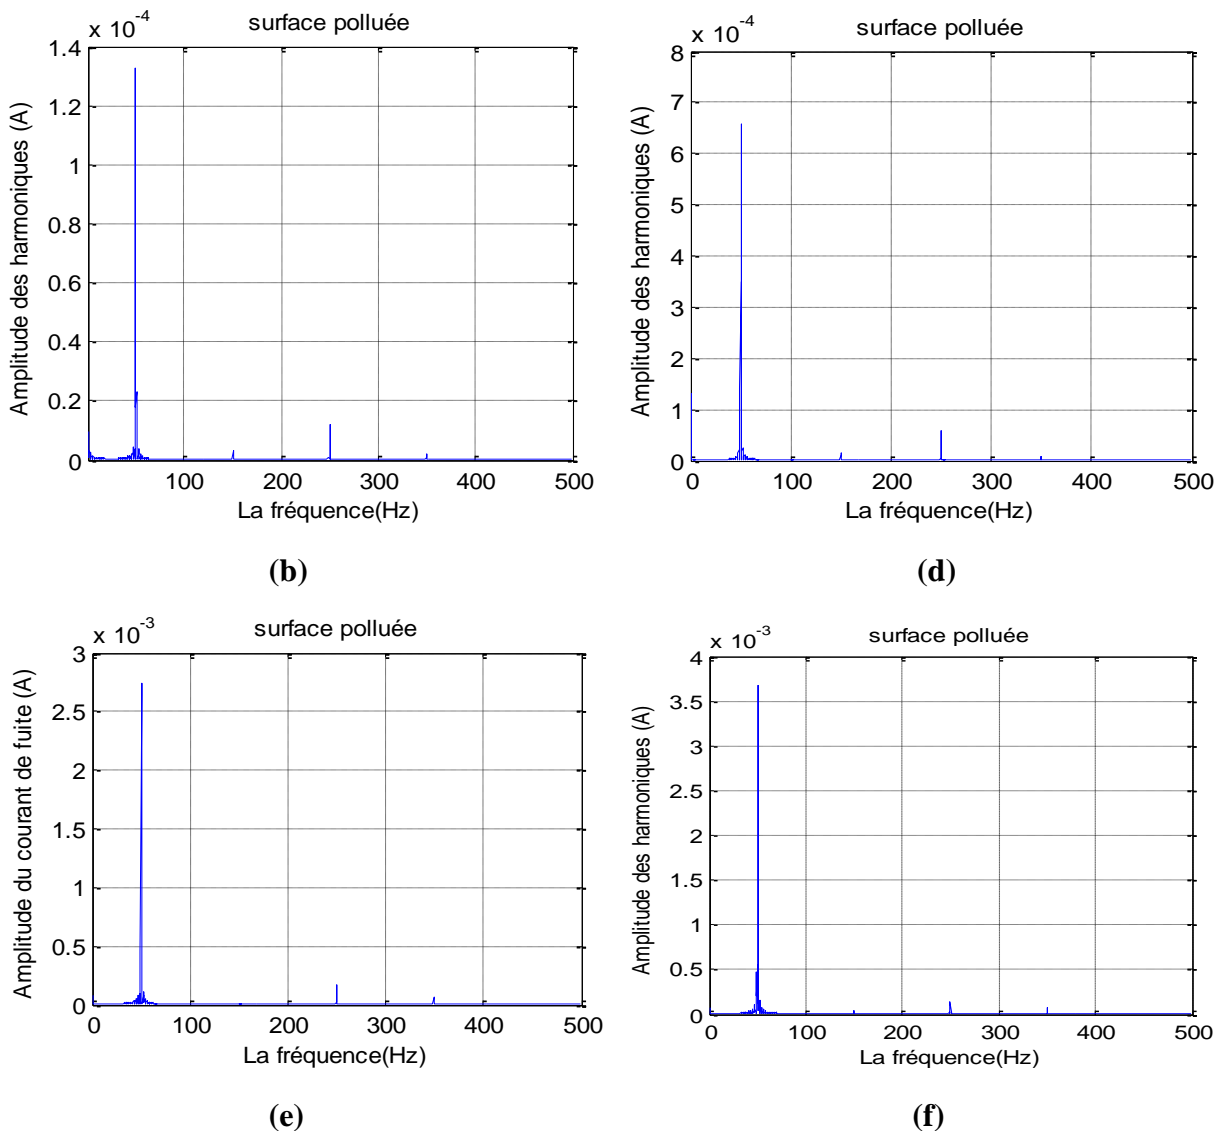 surface polluée
x 10-4
1.4
1.2
1
0.8
0.6
0.4
0.2
0
100 200 300 400 500
Amplitude des harmoniques (A)
La fréquence(Hz)
(b)
surface polluée
x 10-4
8
7
6
5
4
3
2
1
0
0 100 200 300 400 500
Amplitude des harmoniques (A)
La fréquence(Hz)
(d)
surface polluée
x 10-3
3
2.5
2
1.5
1
0.5
0
0 100 200 300 400 500
Amplitude du courant de fuite (A)
La fréquence(Hz)
(e)
surface polluée
x 10-3
4
3.5
3
2.5
2
1.5
1
0.5
0
0 100 200 300 400 500
Amplitude des harmoniques (A)
La fréquence(Hz)
(f)